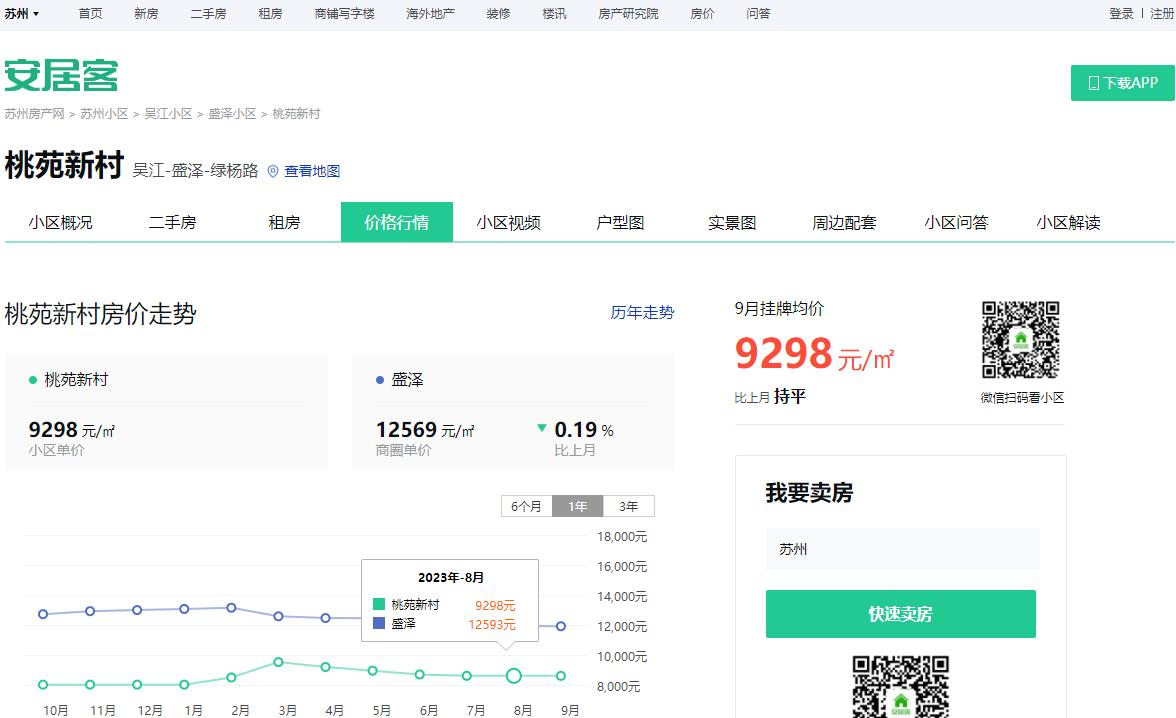 苏州 首页 新房 二手房 租房 商铺写字楼 海外地产 装修 楼讯 房产研究院 房价 问答 登录 | 注册
安居客
下载APP
苏州房产网 > 苏州小区 > 吴江小区 > 盛泽小区 > 桃苑新村
桃苑新村 吴江-盛泽-绿杨路 查看地图
小区概况 二手房 租房 价格行情 小区视频 户型图 实景图 周边配套 小区问答 小区解读
桃苑新村房价走势 历年走势
桃苑新村
9298 元/㎡
小区单价
盛泽
12569 元/㎡ 0.19 %
商圈单价 比上月
6个月 1年 3年
18,000元
16,000元
14,000元
12,000元
10,000元
8,000元
2023年-8月
桃苑新村 9298元
盛泽 12593元
10月 11月 12月 1月 2月 3月 4月 5月 6月 7月 8月 9月
9月挂牌均价
9298 元/㎡
比上月 持平
微信扫码看小区
我要卖房
苏州
快速卖房